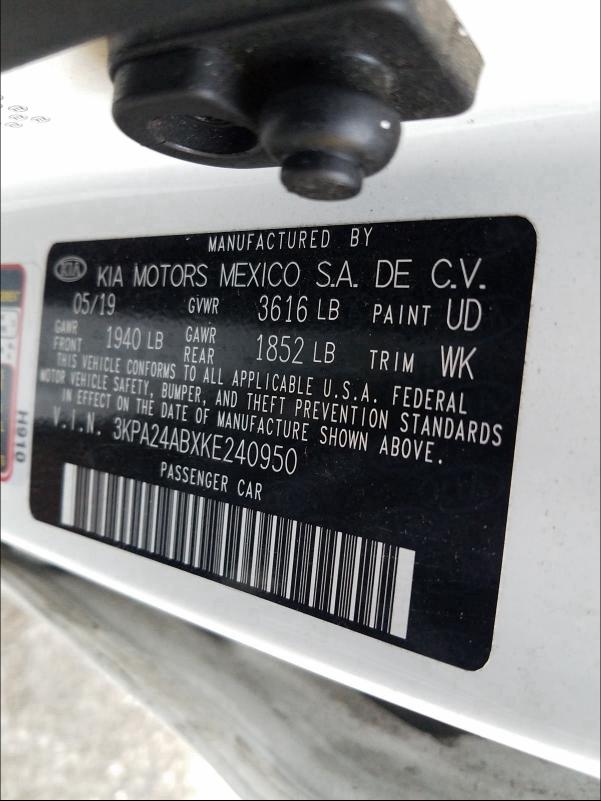 MANUFACTURED BY
KIA KIA MOTORS MEXICO S.A. DE C.V.
05/19 GVWR 3616 LB PAINT UD
GAWR FRONT 1940 LB GAWR REAR 1852 LB TRIM WK
THIS VEHICLE CONFORMS TO ALL APPLICABLE U.S.A. FEDERAL
MOTOR VEHICLE SAFETY, BUMPER, AND THEFT PREVENTION STANDARDS
IN EFFECT ON THE DATE OF MANUFACTURE SHOWN ABOVE.
V.I.N. 3KPA24ABXKE240950
PASSENGER CAR
H910